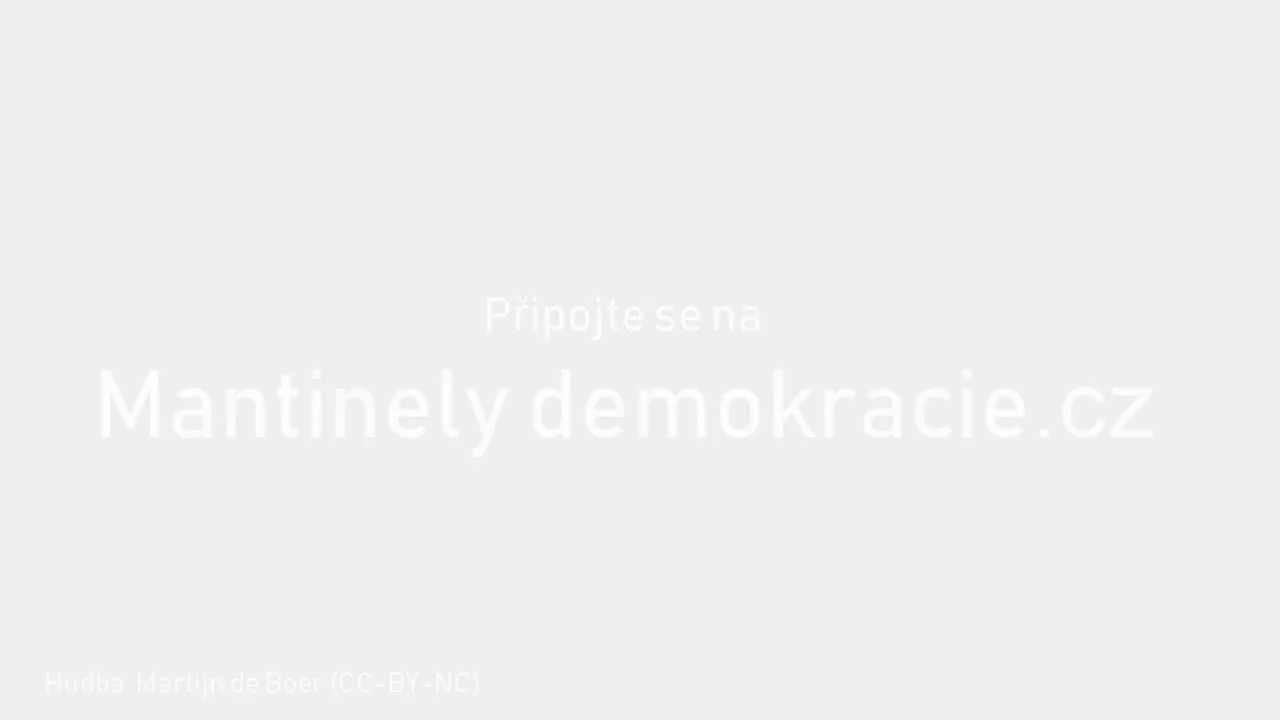 Připojte se na
Mantinely demokracie.cz
Hudba: Martijn de Boer (CC-BY-NC)